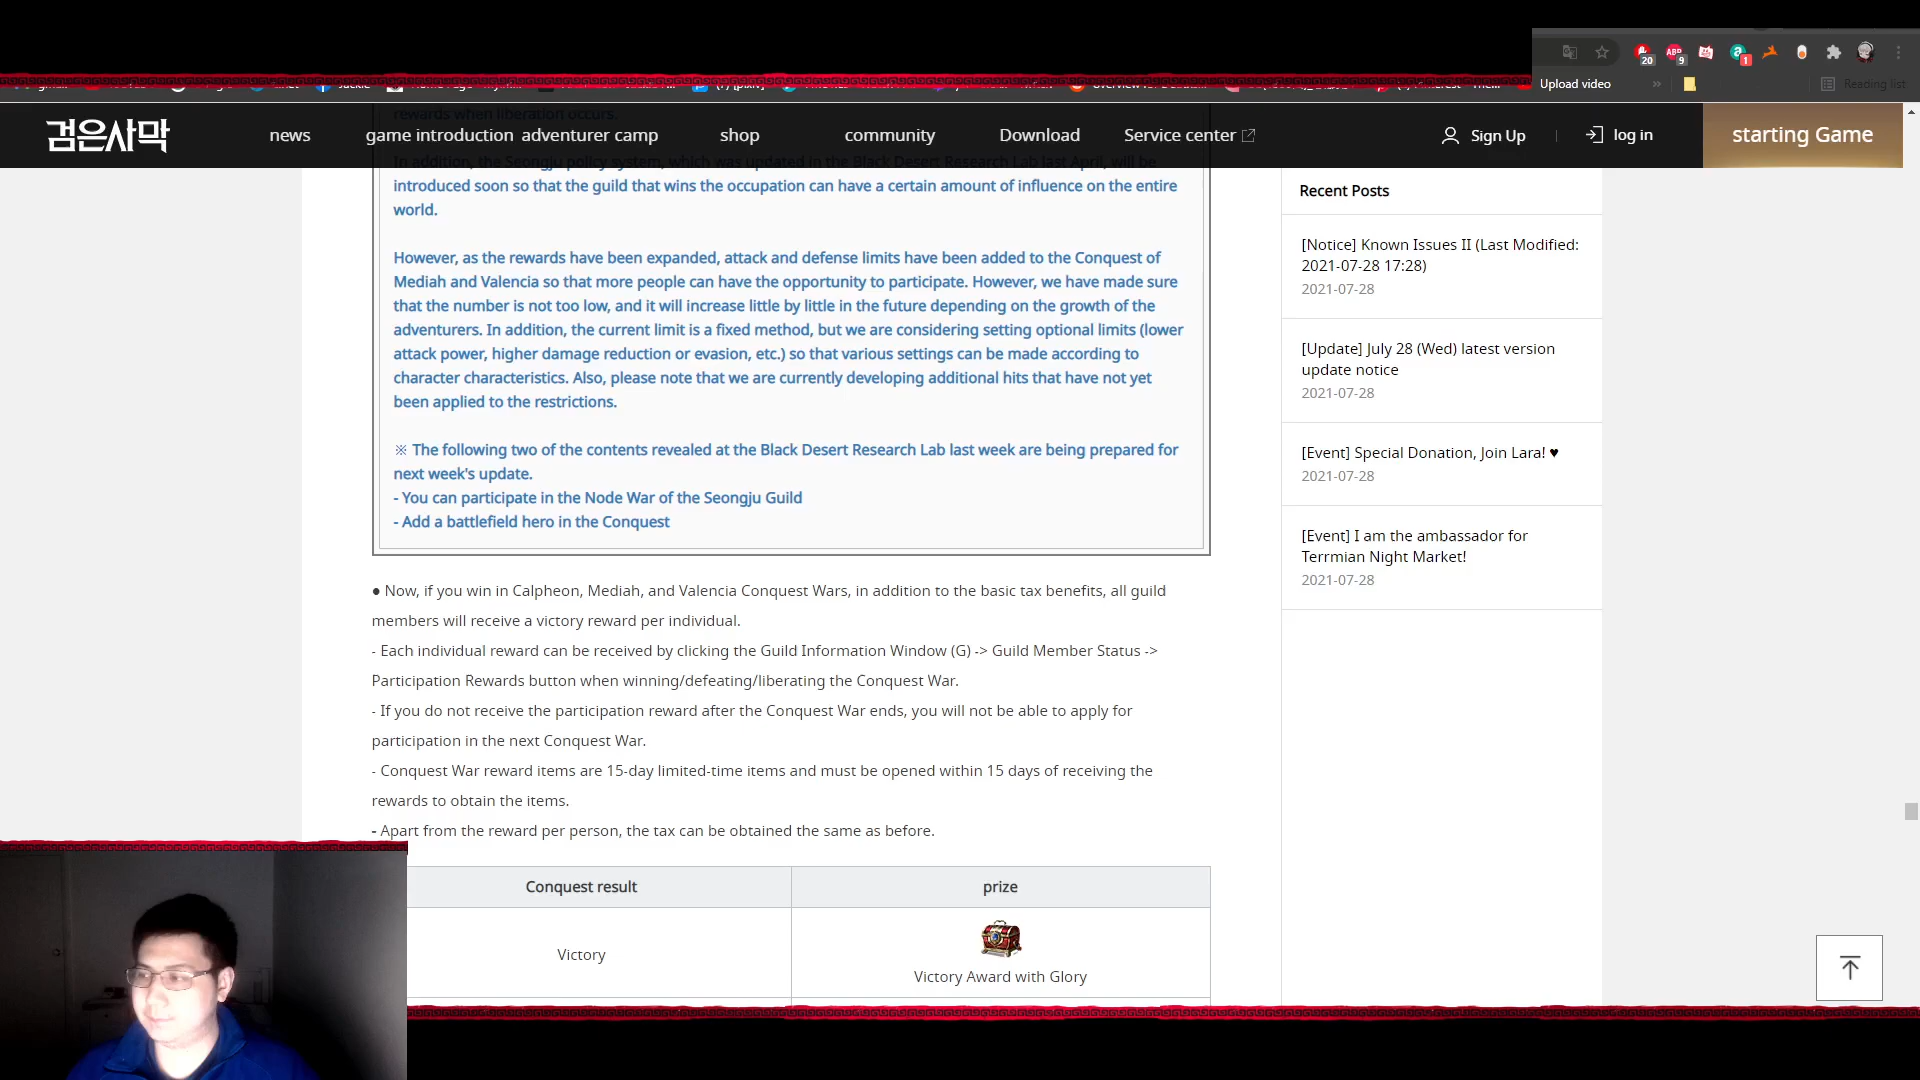 20
9
1
Upload video
»
Reading list
rewards when liberation occurs.
검은사막
news
game introduction
adventurer camp
shop
community
Download
Service center
Sign Up
log in
starting Game
In addition, the Seongju policy system, which was updated in the Black Desert Research Lab last April, will be
introduced soon so that the guild that wins the occupation can have a certain amount of influence on the entire
world.
However, as the rewards have been expanded, attack and defense limits have been added to the Conquest of
Mediah and Valencia so that more people can have the opportunity to participate. However, we have made sure
that the number is not too low, and it will increase little by little in the future depending on the growth of the
adventurers. In addition, the current limit is a fixed method, but we are considering setting optional limits (lower
attack power, higher damage reduction or evasion, etc.) so that various settings can be made according to
character characteristics. Also, please note that we are currently developing additional hits that have not yet
been applied to the restrictions.
※ The following two of the contents revealed at the Black Desert Research Lab last week are being prepared for
next week's update.
- You can participate in the Node War of the Seongju Guild
- Add a battlefield hero in the Conquest
● Now, if you win in Calpheon, Mediah, and Valencia Conquest Wars, in addition to the basic tax benefits, all guild
members will receive a victory reward per individual.
- Each individual reward can be received by clicking the Guild Information Window (G) -> Guild Member Status ->
Participation Rewards button when winning/defeating/liberating the Conquest War.
- If you do not receive the participation reward after the Conquest War ends, you will not be able to apply for
participation in the next Conquest War.
- Conquest War reward items are 15-day limited-time items and must be opened within 15 days of receiving the
rewards to obtain the items.
- Apart from the reward per person, the tax can be obtained the same as before.
Conquest result
prize
Victory
Victory Award with Glory
Recent Posts
[Notice] Known Issues II (Last Modified:
2021-07-28 17:28)
2021-07-28
[Update] July 28 (Wed) latest version
update notice
2021-07-28
[Event] Special Donation, Join Lara! ♥
2021-07-28
[Event] I am the ambassador for
Terrmian Night Market!
2021-07-28